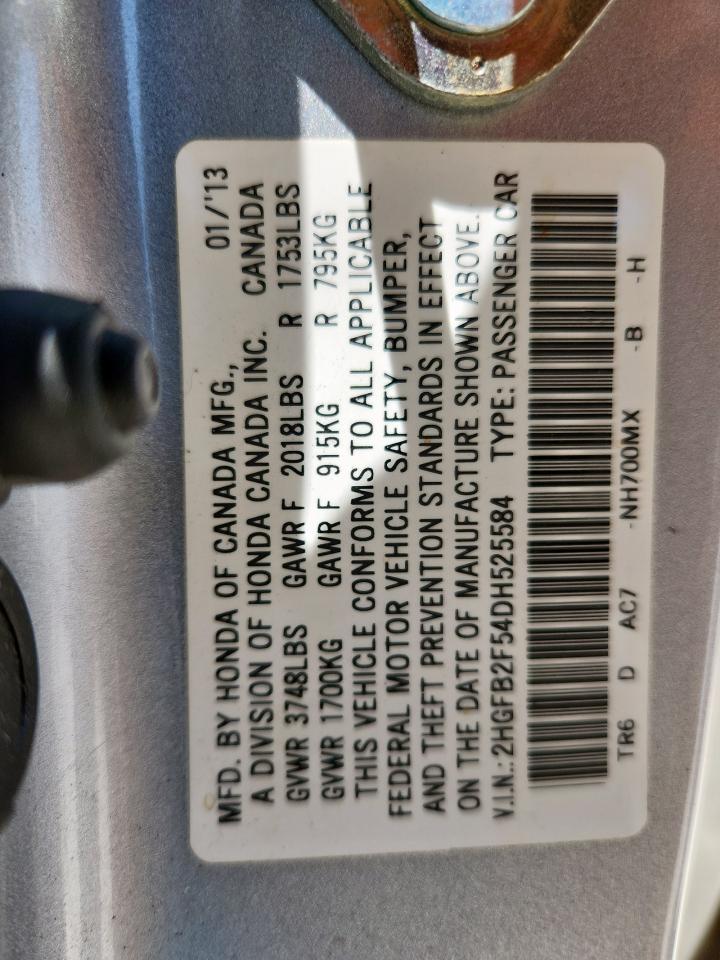 MFD. BY HONDA OF CANADA MFG., 01/'13
A DIVISION OF HONDA CANADA INC. CANADA
GVWR 3748LBS GAWR F 2018LBS R 1753LBS
GVWR 1700KG GAWR F 915KG R 795KG
THIS VEHICLE CONFORMS TO ALL APPLICABLE
FEDERAL MOTOR VEHICLE SAFETY, BUMPER,
AND THEFT PREVENTION STANDARDS IN EFFECT
ON THE DATE OF MANUFACTURE SHOWN ABOVE.
V.I.N.: 2HGFB2F54DH525584 TYPE: PASSENGER CAR
TR6 D AC7 -NH700MX -B -H